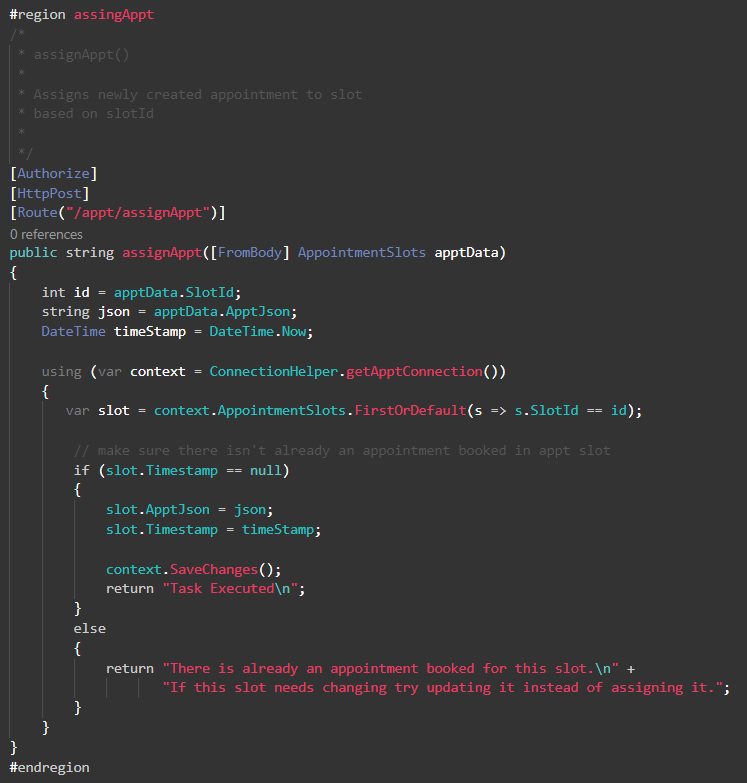 #region assingAppt
/*
 * assignAppt()
 *
 * Assigns newly created appointment to slot
 * based on slotId
 *
 */
[Authorize]
[HttpPost]
[Route("/appt/assignAppt")]
0 references
public string assignAppt([FromBody] AppointmentSlots apptData)
{
    int id = apptData.SlotId;
    string json = apptData.ApptJson;
    DateTime timeStamp = DateTime.Now;

    using (var context = ConnectionHelper.getApptConnection())
    {
       var slot = context.AppointmentSlots.FirstOrDefault(s => s.SlotId == id);

        // make sure there isn't already an appointment booked in appt slot
        if (slot.Timestamp == null)
        {
            slot.ApptJson = json;
            slot.Timestamp = timeStamp;

            context.SaveChanges();
            return "Task Executed\n";
        }
        else
        {
            return "There is already an appointment booked for this slot.\n" +
                   "If this slot needs changing try updating it instead of assigning it.";
        }
    }
}
#endregion